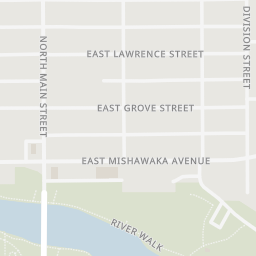 DIVISION STREET
EAST LAWRENCE STREET
NORTH MAIN STREET
EAST GROVE STREET
EAST MISHAWAKA AVENUE
RIVER WALK